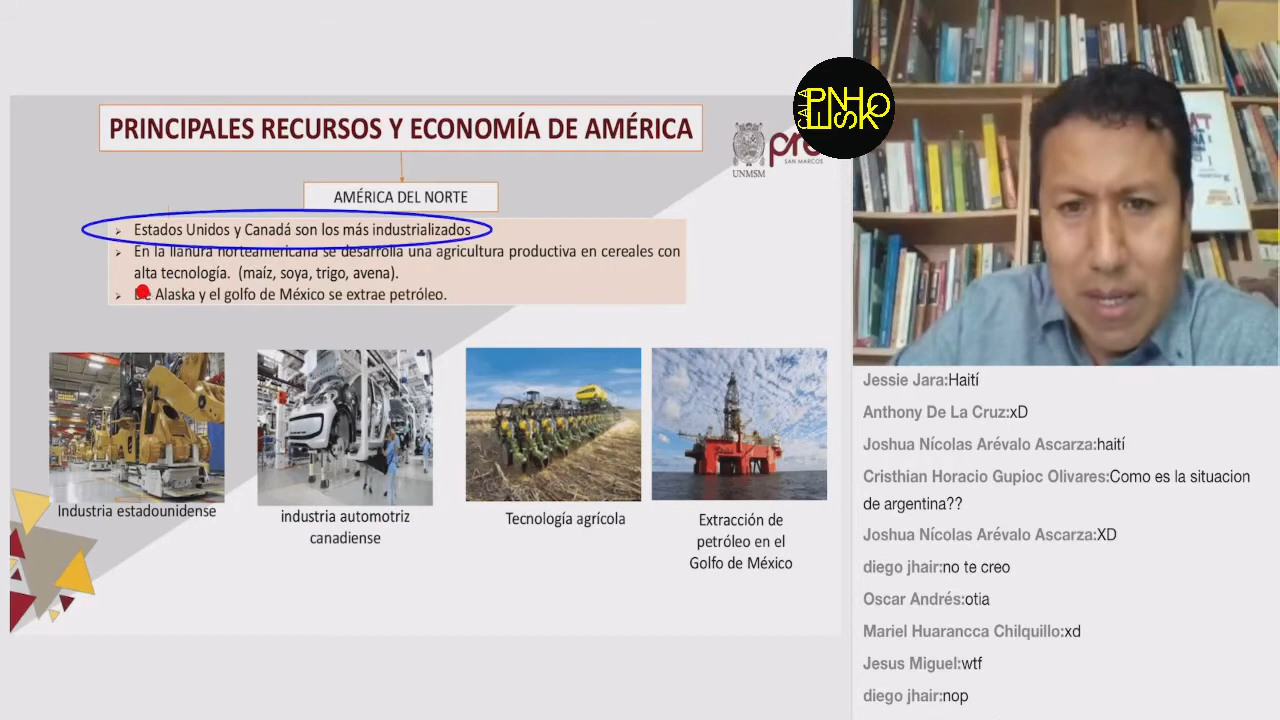 PRINCIPALES RECURSOS Y ECONOMÍA DE AMÉRICA
UNMSM
SAN MARCOS
CALA
PENHOSKO
AMÉRICA DEL NORTE
Estados Unidos y Canadá son los más industrializados
En la llanura norteamericana se desarrolla una agricultura productiva en cereales con
alta tecnología. (maíz, soya, trigo, avena).
De Alaska y el golfo de México se extrae petróleo.
Industria estadounidense
industria automotriz
canadiense
Tecnología agrícola
Extracción de
petróleo en el
Golfo de México
Jessie Jara:Haití
Anthony De La Cruz:xD
Joshua Nícolas Arévalo Ascarza:haití
Cristhian Horacio Gupioc Olivares:Como es la situacion
de argentina??
Joshua Nícolas Arévalo Ascarza:XD
diego jhair:no te creo
Oscar Andrés:otia
Mariel Huarancca Chilquillo:xd
Jesus Miguel:wtf
diego jhair:nop